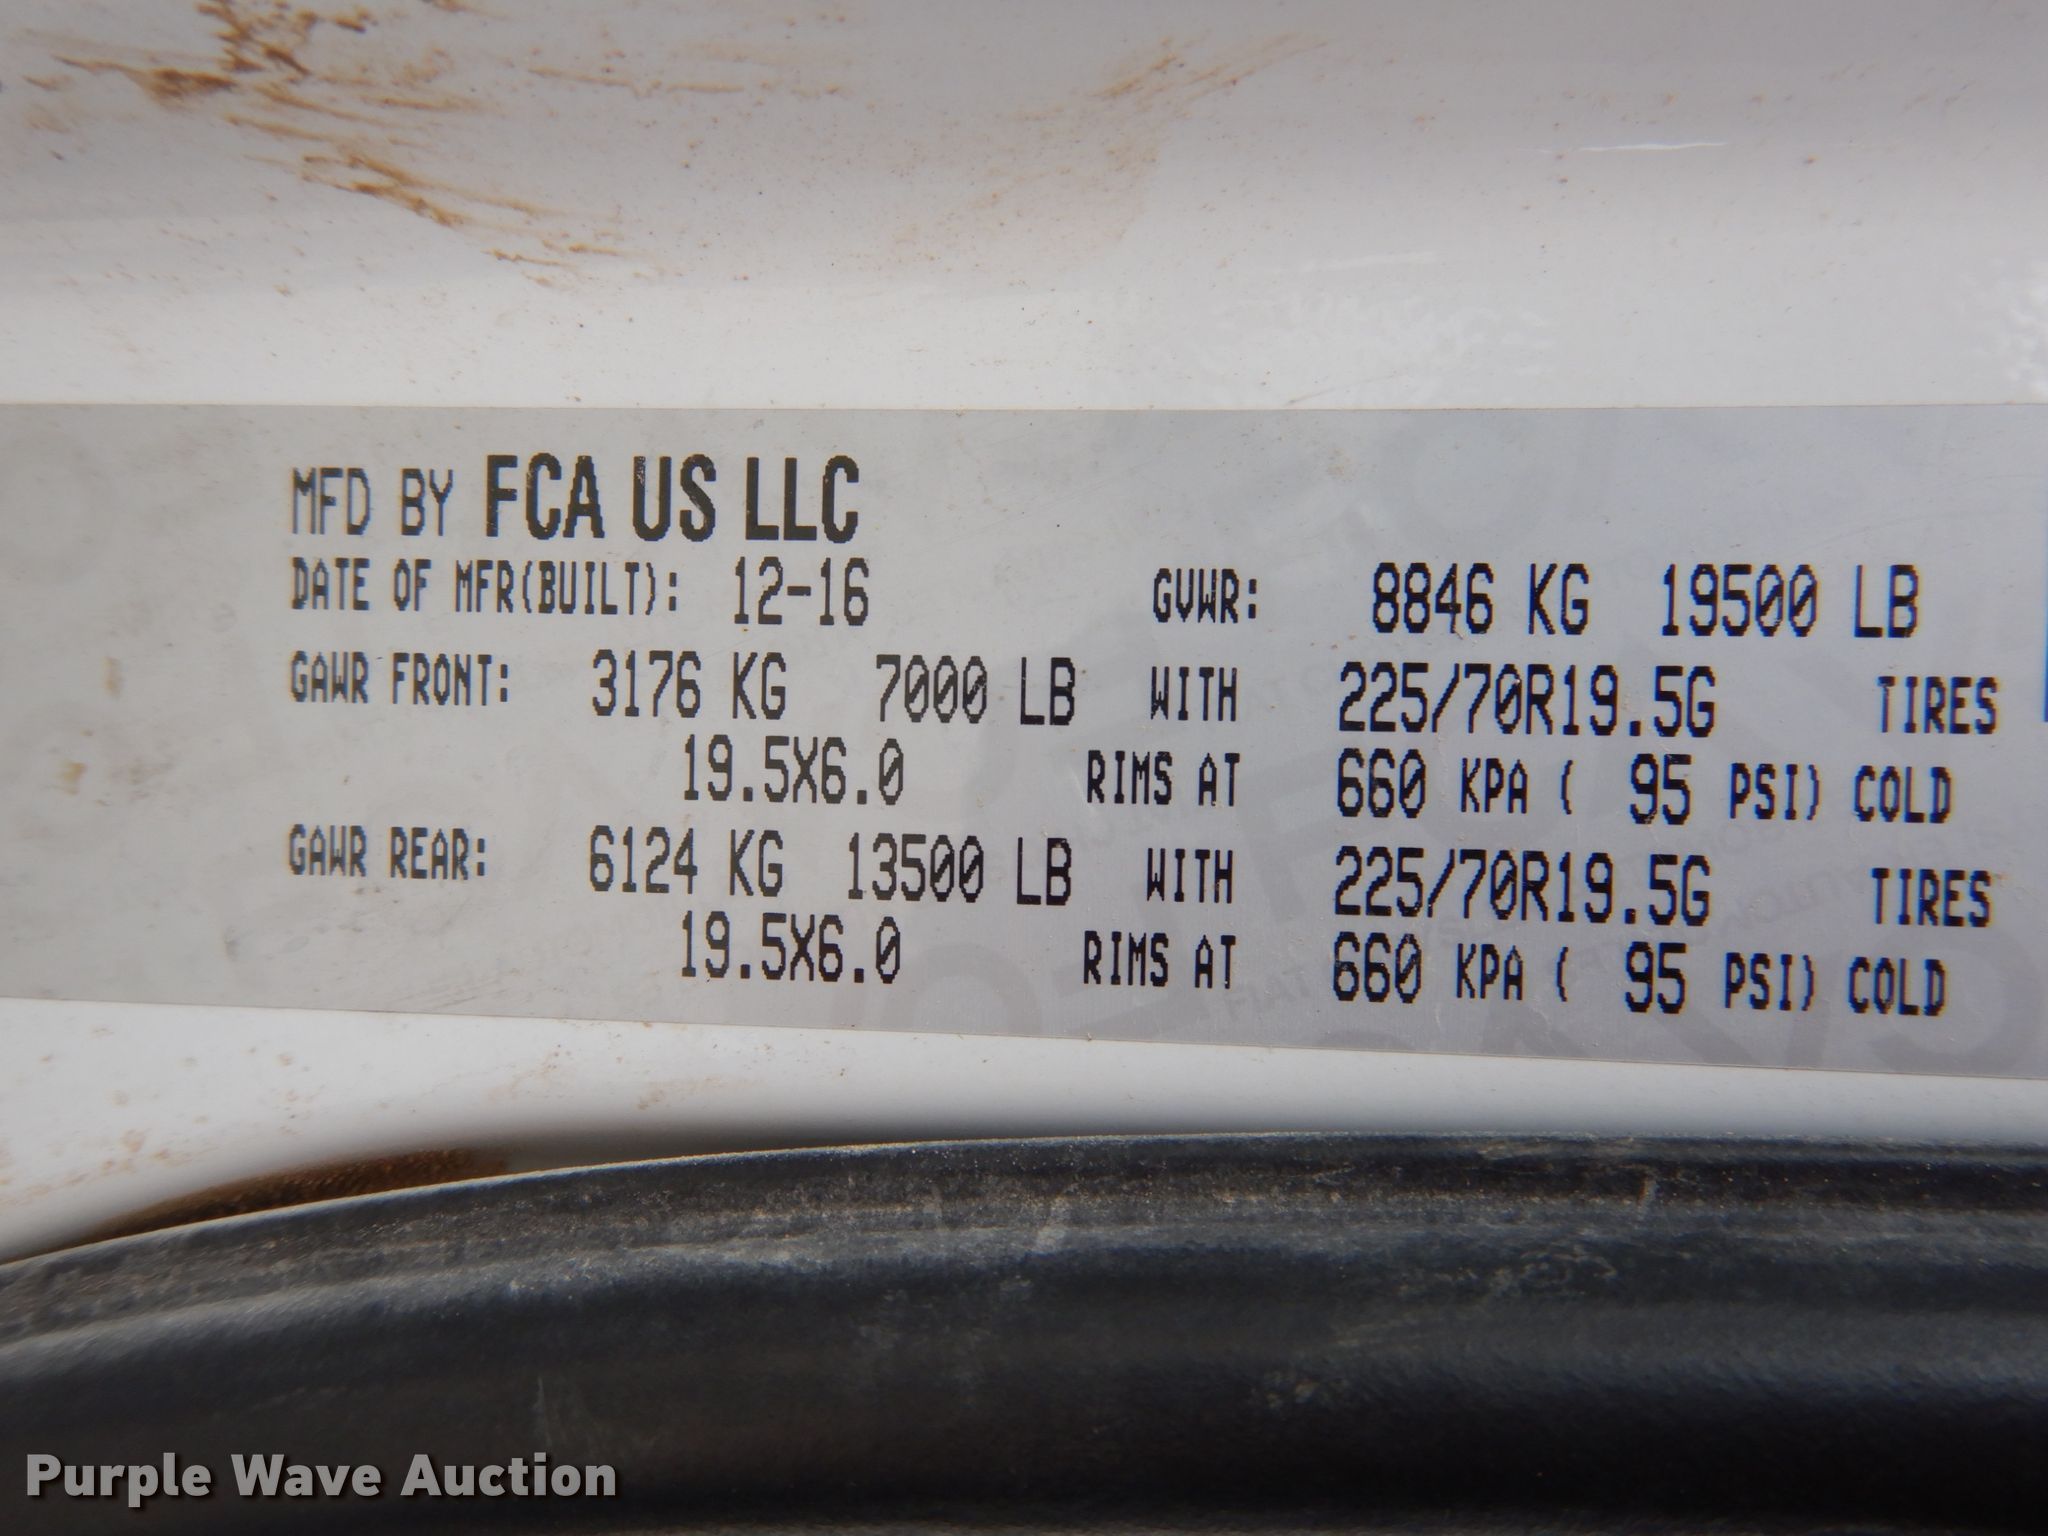 MFD BY FCA US LLC
DATE OF MFR(BUILT): 12-16 GVWR: 8846 KG 19500 LB
GAWR FRONT: 3176 KG 7000 LB WITH 225/70R19.5G TIRES
19.5X6.0 RIMS AT 660 KPA ( 95 PSI) COLD
GAWR REAR: 6124 KG 13500 LB WITH 225/70R19.5G TIRES
19.5X6.0 RIMS AT 660 KPA ( 95 PSI) COLD
Purple Wave Auction